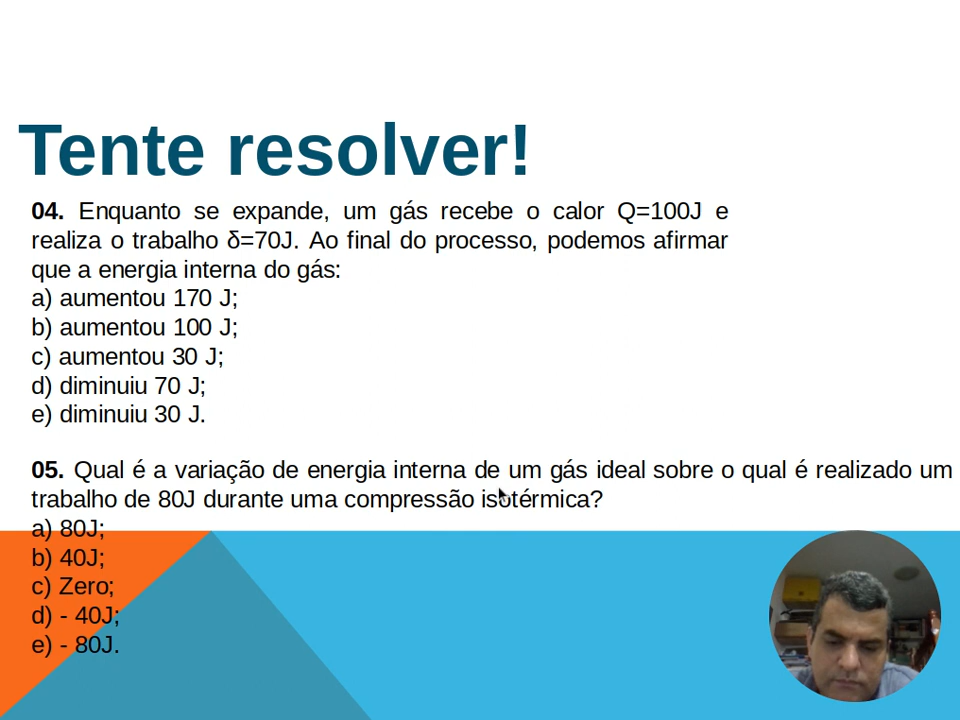 Tente resolver!
04. Enquanto se expande, um gás recebe o calor Q=100J e
realiza o trabalho δ=70J. Ao final do processo, podemos afirmar
que a energia interna do gás:
a) aumentou 170 J;
b) aumentou 100 J;
c) aumentou 30 J;
d) diminuiu 70 J;
e) diminuiu 30 J.
05. Qual é a variação de energia interna de um gás ideal sobre o qual é realizado um
trabalho de 80J durante uma compressão isotérmica?
a) 80J;
b) 40J;
c) Zero;
d) - 40J;
e) - 80J.